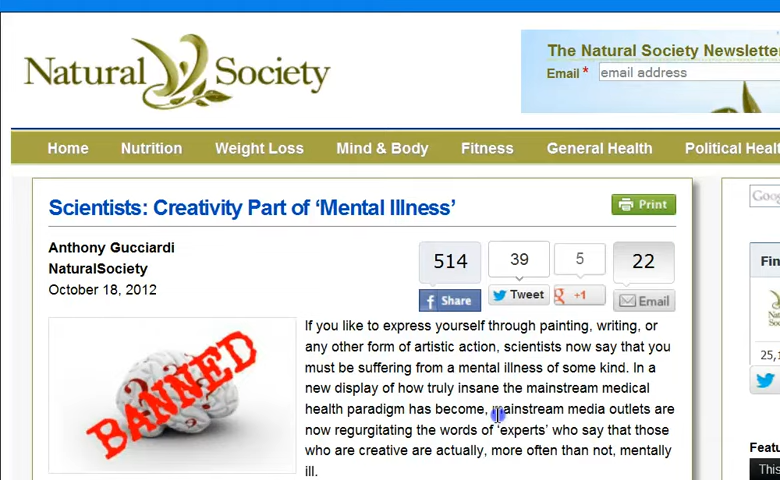 Natural Society
The Natural Society Newsletter
Email * email address
Home Nutrition Weight Loss Mind & Body Fitness General Health Political
Scientists: Creativity Part of ‘Mental Illness’
Print
Anthony Gucciardi
NaturalSociety
October 18, 2012
514 39 5 22
Share Tweet +1 Email
BANNED
If you like to express yourself through painting, writing, or
any other form of artistic action, scientists now say that you
must be suffering from a mental illness of some kind. In a
new display of how truly insane the mainstream medical
health paradigm has become, mainstream media outlets are
now regurgitating the words of ‘experts’ who say that those
who are creative are actually, more often than not, mentally
ill.
Goo
Fin
25,1
Featu
This